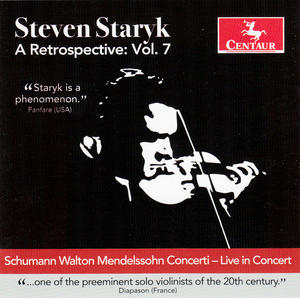 Steven Staryk
A Retrospective: Vol. 7
CENTAUR
“Staryk is a
phenomenon.”
Fanfare (USA)
Schumann Walton Mendelssohn Concerti – Live in Concert
“...one of the preeminent solo violinists of the 20th century.”
Diapason (France)